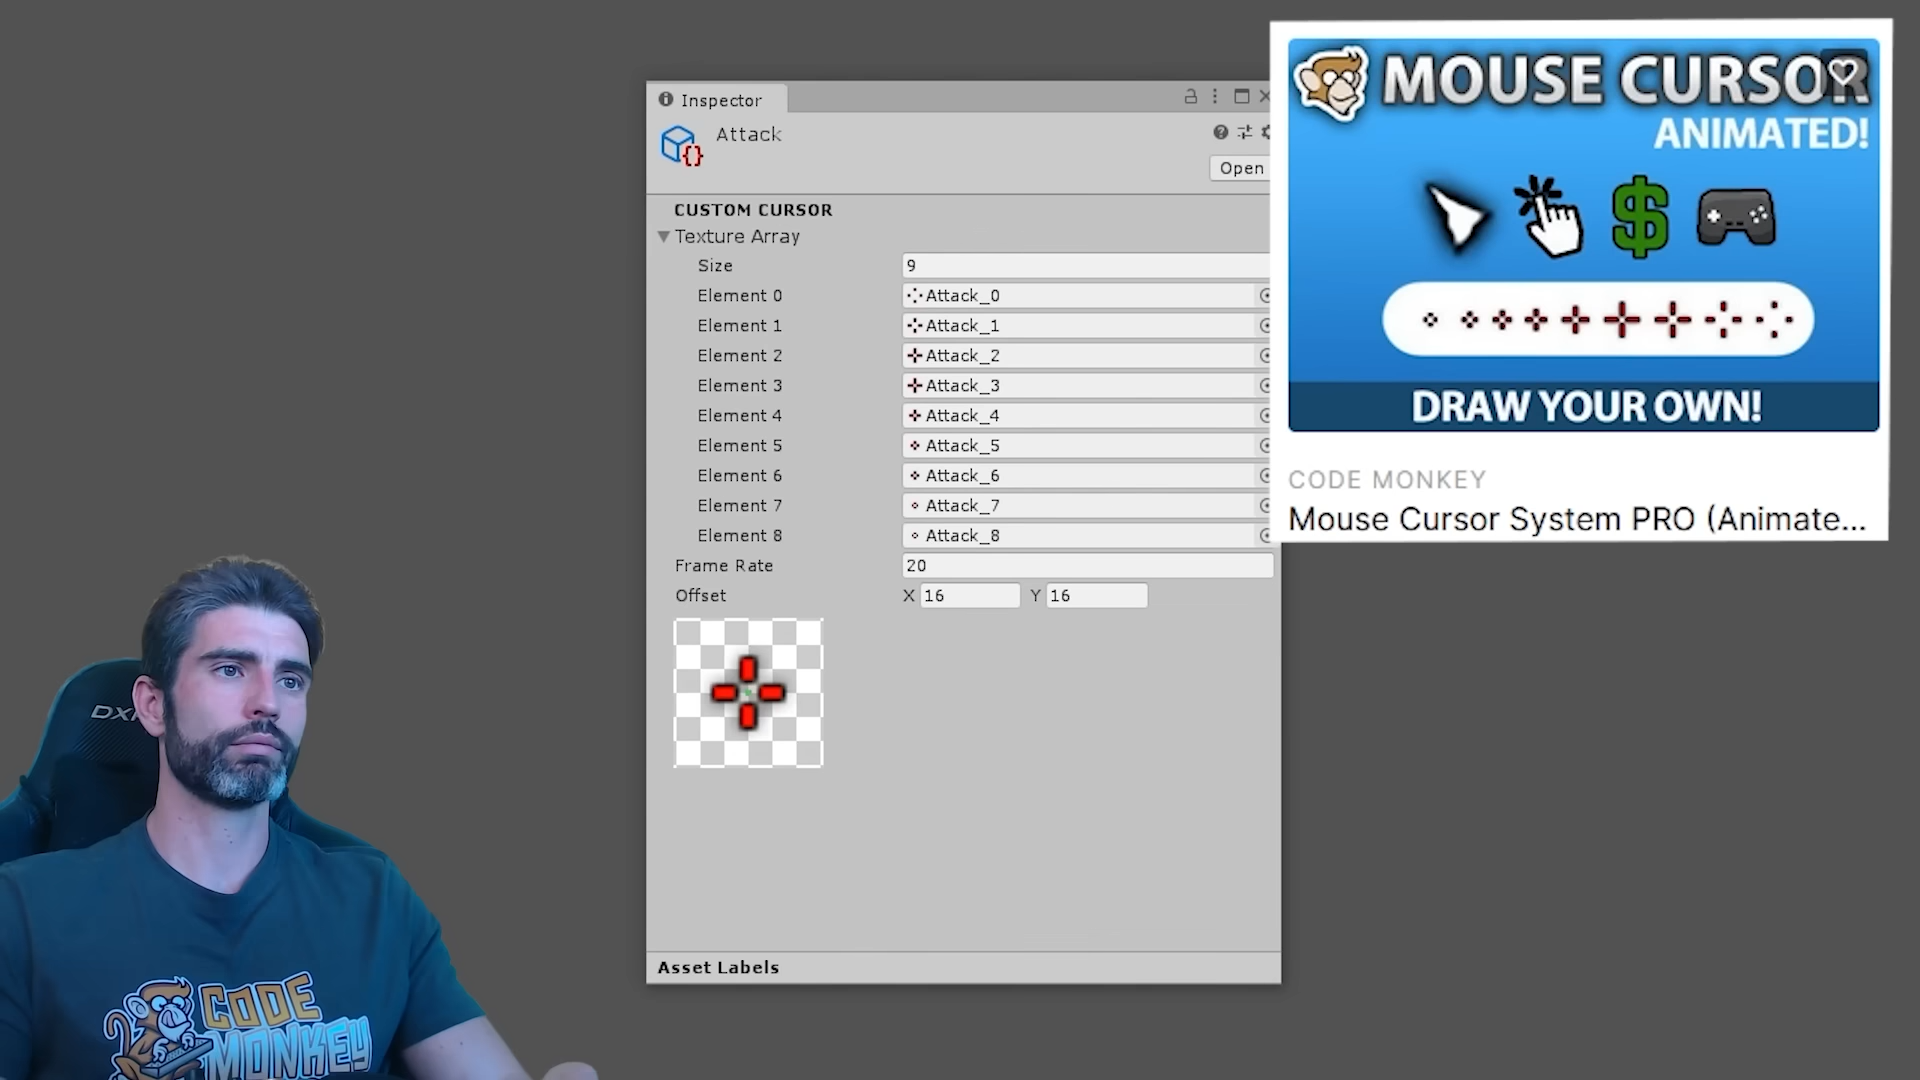 Inspector
Attack
Open
CUSTOM CURSOR
Texture Array
Size 9
Element 0 Attack_0
Element 1 Attack_1
Element 2 Attack_2
Element 3 Attack_3
Element 4 Attack_4
Element 5 Attack_5
Element 6 Attack_6
Element 7 Attack_7
Element 8 Attack_8
Frame Rate 20
Offset X 16 Y 16
Asset Labels
MOUSE CURSOR
ANIMATED!
$
DRAW YOUR OWN!
CODE MONKEY
Mouse Cursor System PRO (Animate...
CODE
MONKEY